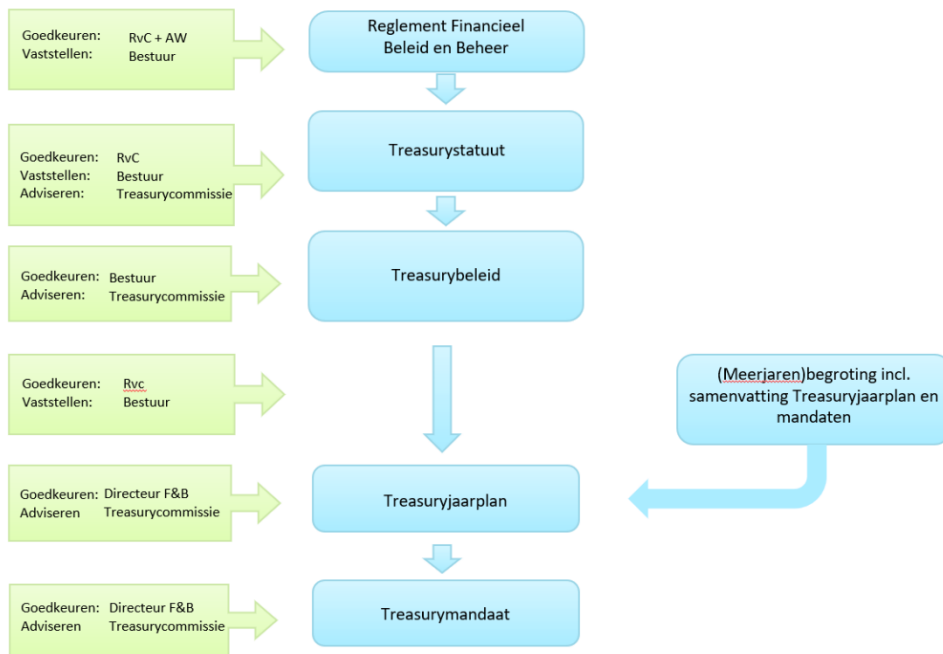 Goedkeuren: RvC + AW
Vaststellen: Bestuur
Reglement Financieel
Beleid en Beheer
Goedkeuren: RvC
Vaststellen: Bestuur
Adviseren: Treasurycommissie
Treasurystatuut
Goedkeuren: Bestuur
Adviseren: Treasurycommissie
Treasurybeleid
Goedkeuren: Rvc
Vaststellen: Bestuur
(Meerjaren)begroting incl.
samenvatting Treasuryjaarplan en
mandaten
Goedkeuren: Directeur F&B
Adviseren Treasurycommissie
Treasuryjaarplan
Goedkeuren: Directeur F&B
Adviseren Treasurycommissie
Treasurymandaat